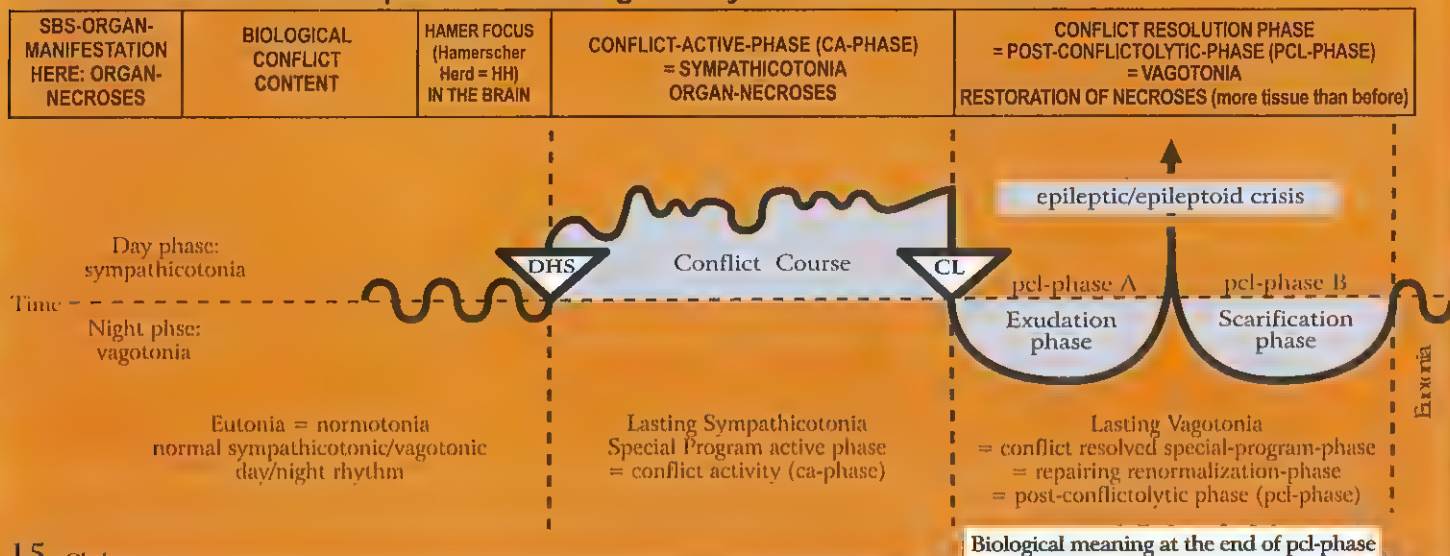 SBS-ORGAN-
MANIFESTATION
HERE: ORGAN-
NECROSES
BIOLOGICAL
CONFLICT
CONTENT
HAMER FOCUS
(Hamerscher
Herd = HH)
IN THE BRAIN
CONFLICT-ACTIVE-PHASE (CA-PHASE)
= SYMPATHICOTONIA
ORGAN-NECROSES
CONFLICT RESOLUTION PHASE
= POST-CONFLICTOLYTIC-PHASE (PCL-PHASE)
= VAGOTONIA
RESTORATION OF NECROSES (more tissue than before)
epileptic/epileptoid crisis
Day phase:
sympathicotonia
DHS
Conflict Course
CL
pcl-phase A
pcl-phase B
Time
Night phse:
vagotonia
Exudation
phase
Scarification
phase
Eutonia
Eutonia = normotonia
normal sympathicotonic/vagotonic
day/night rhythm
Lasting Sympathicotonia
Special Program active phase
= conflict activity (ca-phase)
Lasting Vagotonia
= conflict resolved special-program-phase
= repairing renormalization-phase
= post-conflictolytic phase (pcl-phase)
Biological meaning at the end of pcl-phase